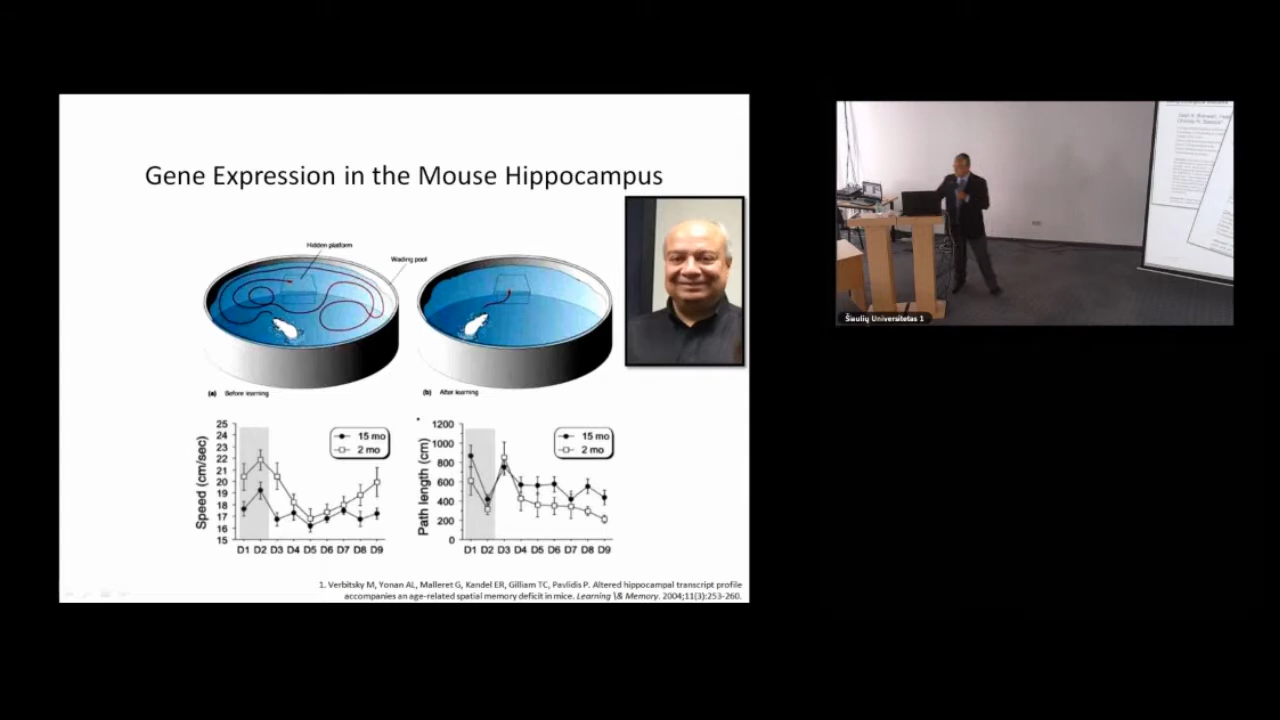 Gene Expression in the Mouse Hippocampus
Hidden platform
Wading pool
(a) Before learning
(b) After learning
Speed (cm/sec)
25
24
23
22
21
20
19
18
17
16
15
15 mo
2 mo
D1 D2 D3 D4 D5 D6 D7 D8 D9
Path length (cm)
1200
1000
800
600
400
200
0
15 mo
2 mo
D1 D2 D3 D4 D5 D6 D7 D8 D9
1. Verbitsky M, Yonan AL, Malleret G, Kandel ER, Gilliam TC, Pavlidis P. Altered hippocampal transcript profile
accompanies an age-related spatial memory deficit in mice. Learning \& Memory. 2004;11(3):253-260.
Šiaulių Universitetas 1